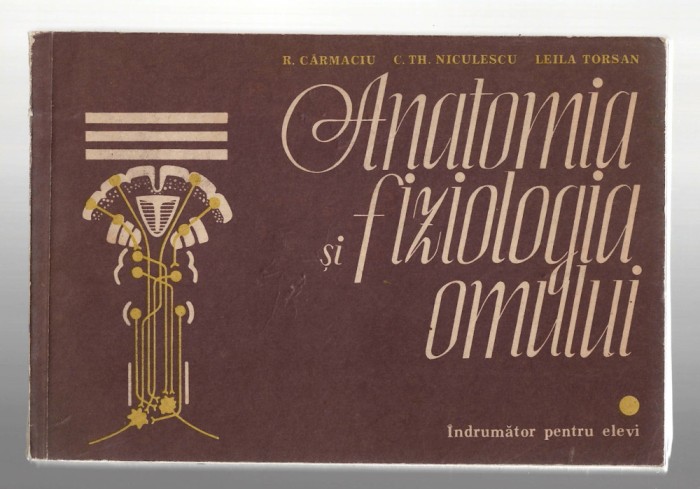 R. CÂRMACIU C. TH. NICULESCU LEILA TORSAN
Anatomia
și fiziologia
omului
Îndrumător pentru elevi